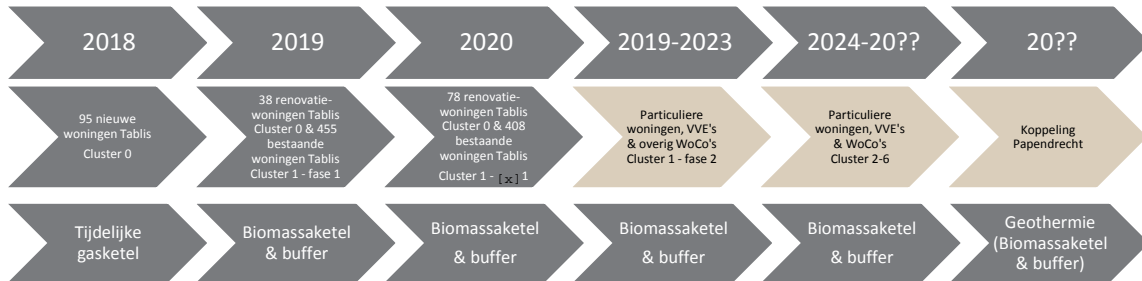 2018
2019
2020
2019-2023
2024-20??
20??
95 nieuwe
woningen Tablis
Cluster 0
38 renovatie-
woningen Tablis
Cluster 0 & 455
bestaande
woningen Tablis
Cluster 1 - fase 1
78 renovatie-
woningen Tablis
Cluster 0 & 408
bestaande
woningen Tablis
Cluster 1 - [x] 1
Particuliere
woningen, VVE's
& overig WoCo's
Cluster 1 - fase 2
Particuliere
woningen, VVE's
& WoCo's
Cluster 2-6
Koppeling
Papendrecht
Tijdelijke
gasketel
Biomassaketel
& buffer
Biomassaketel
& buffer
Biomassaketel
& buffer
Biomassaketel
& buffer
Geothermie
(Biomassaketel
& buffer)